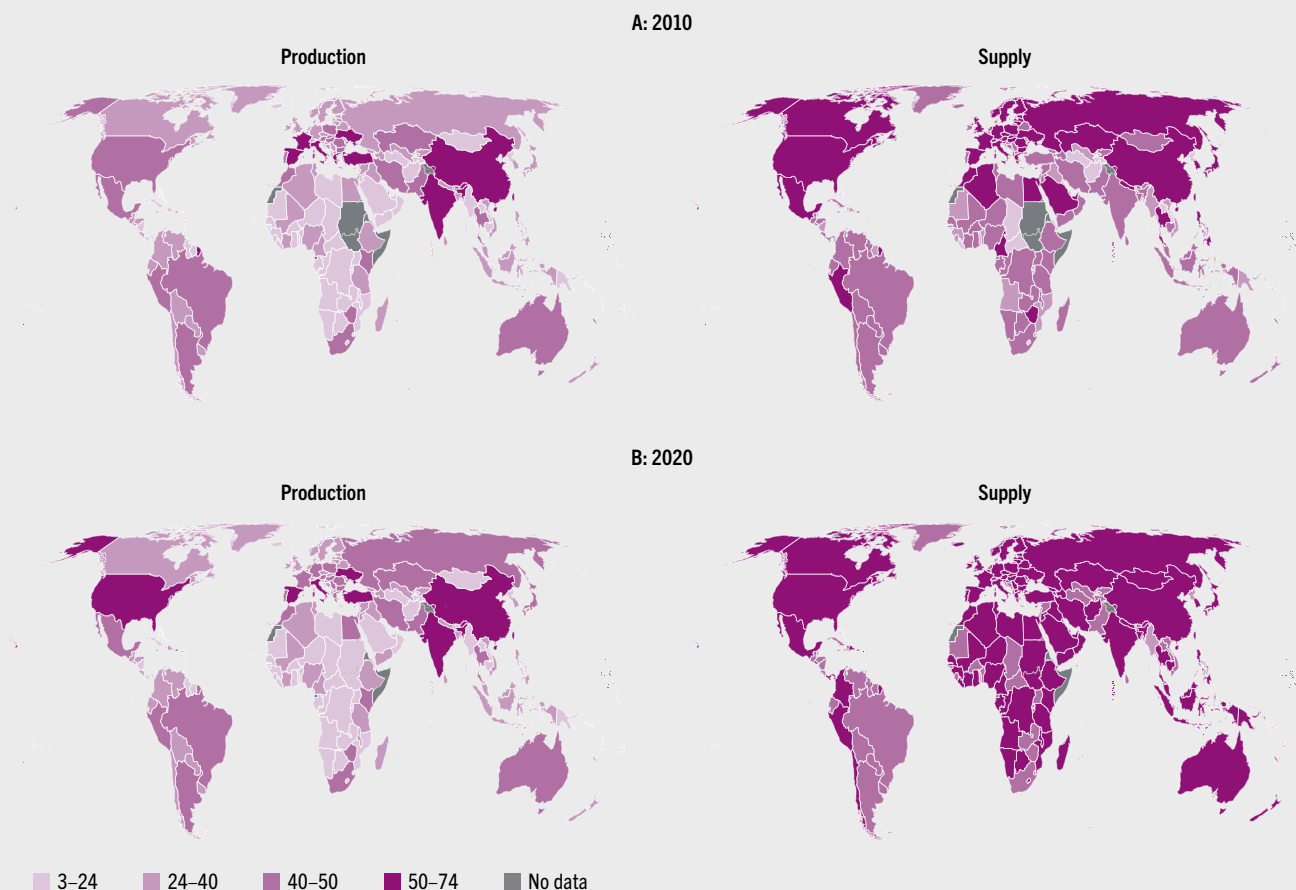 A: 2010
Production
Supply
B: 2020
Production
Supply
3–24
24–40
40–50
50–74
No data